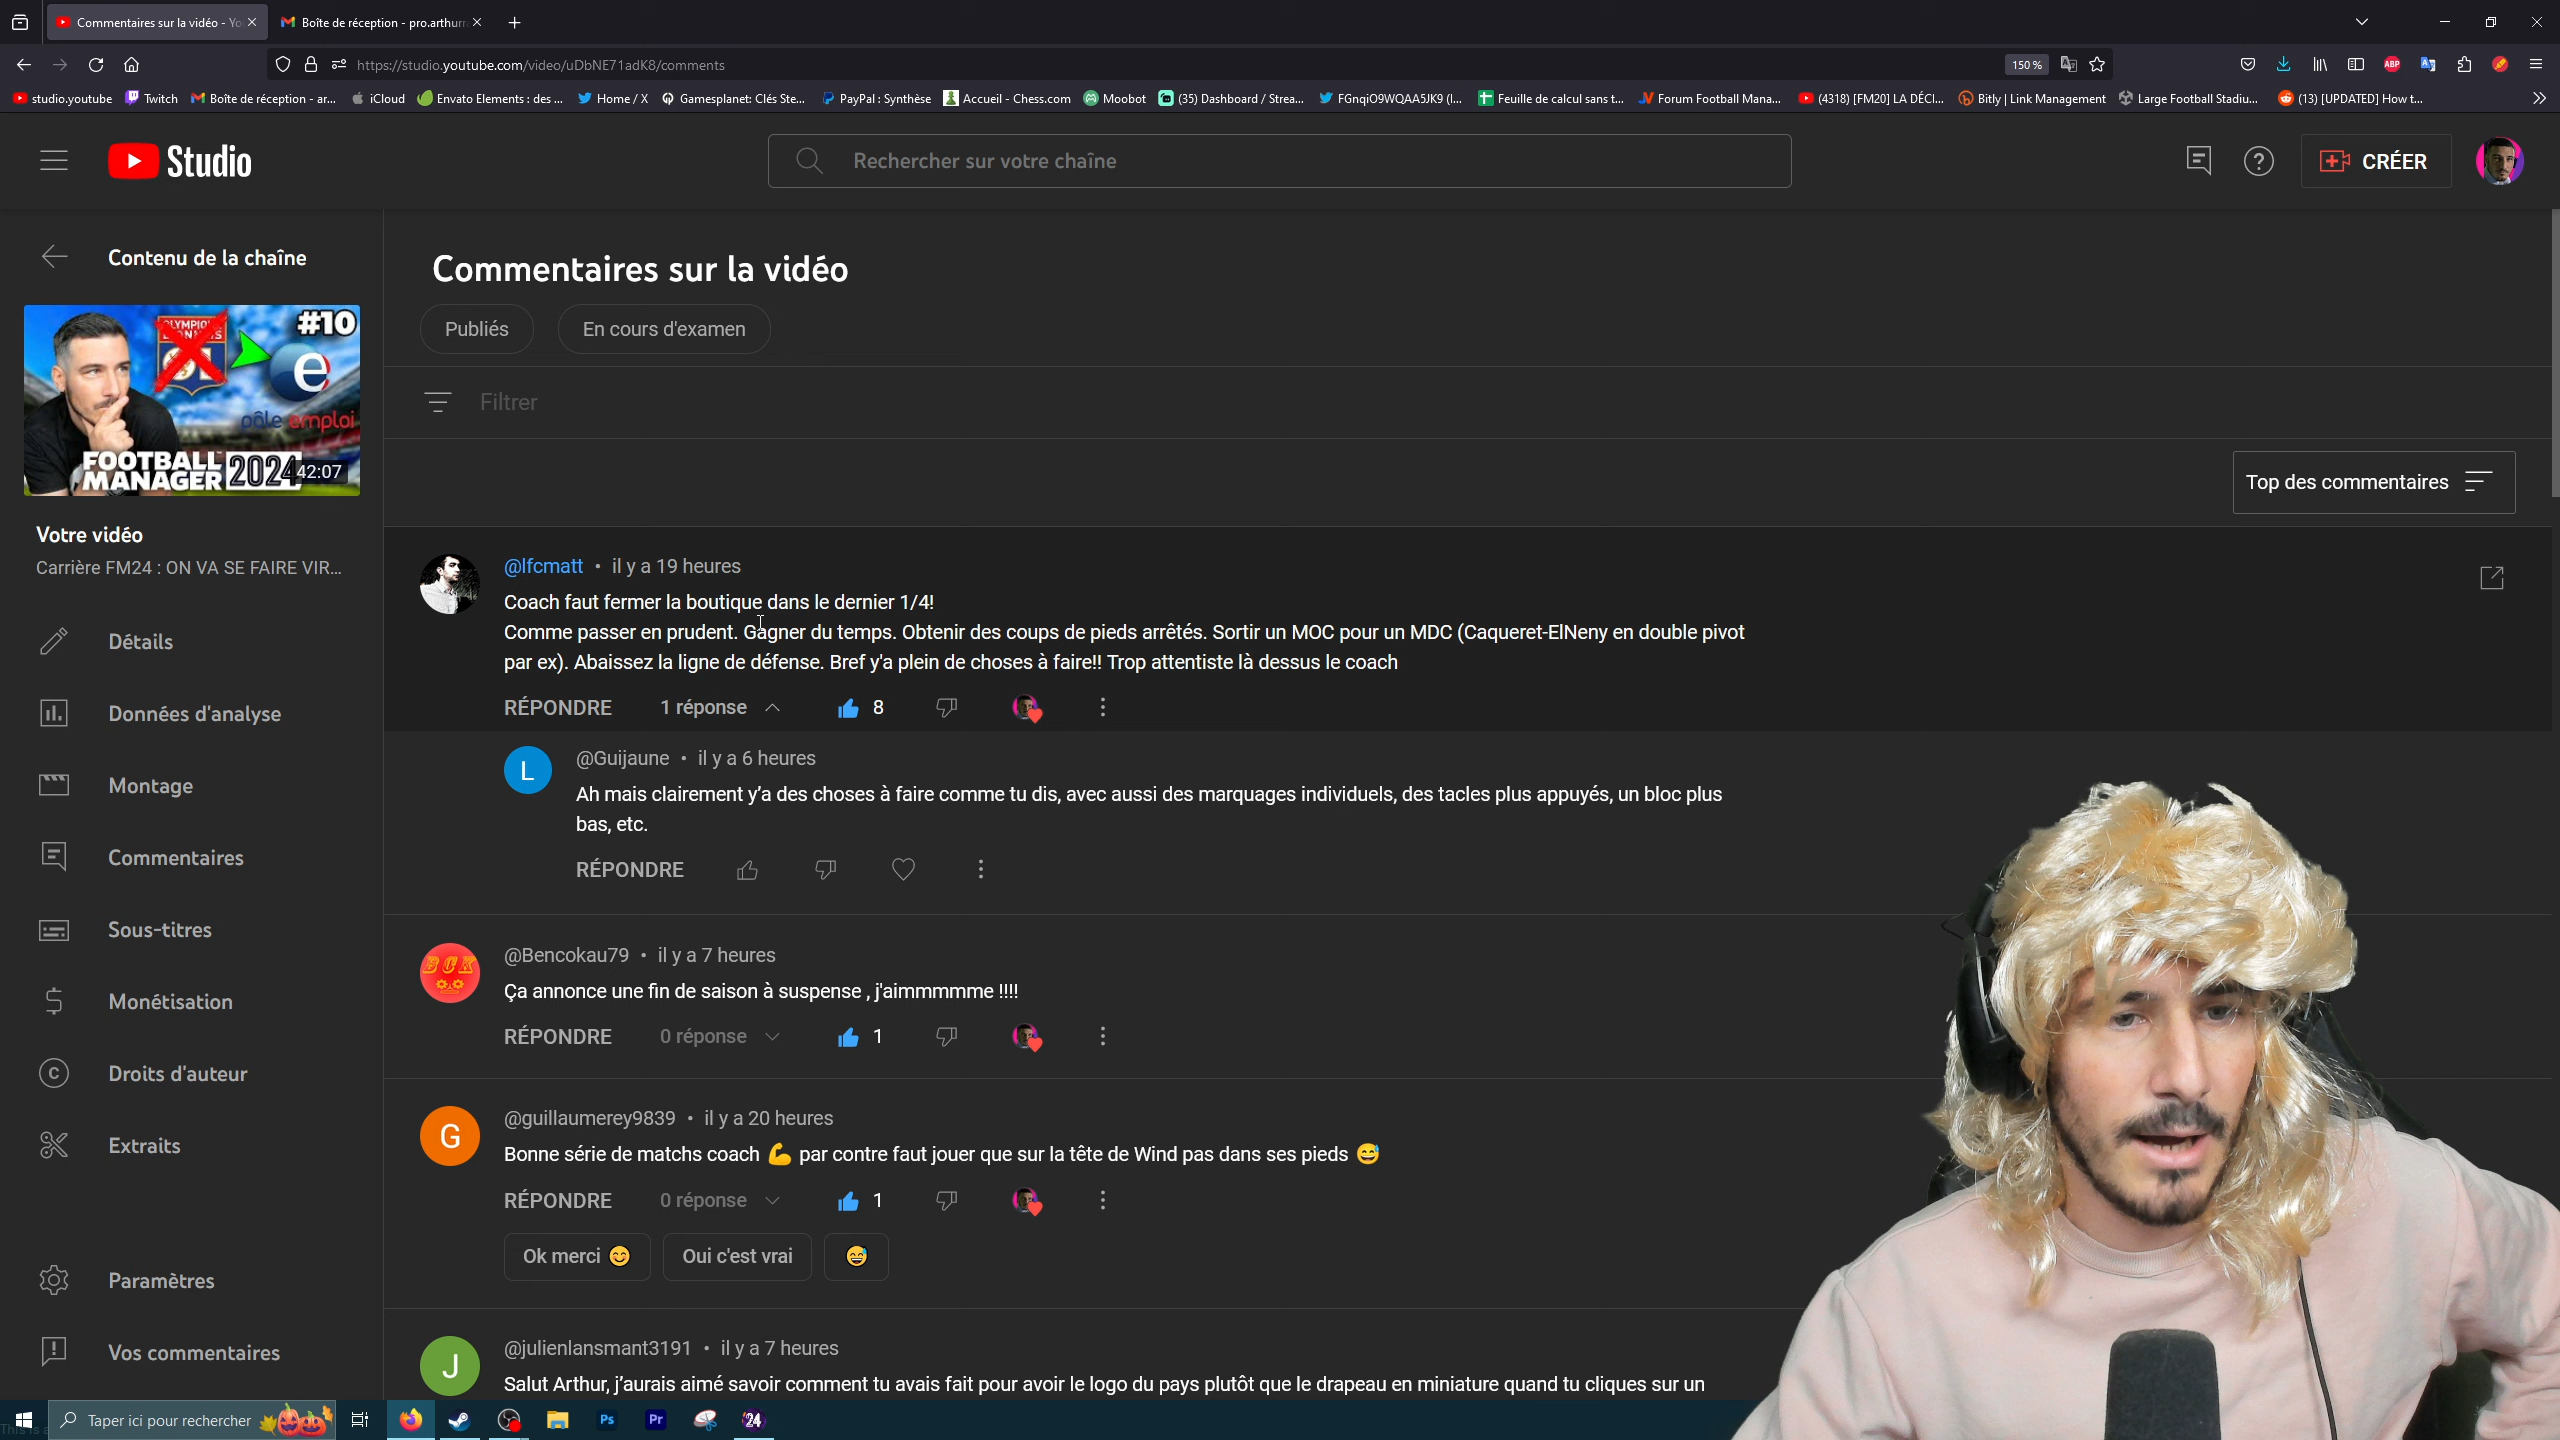 Commentaires sur la vidéo - Yo
Boîte de réception - pro.arthurr
https://studio.youtube.com/video/uDbNE71adK8/comments
150 %
studio.youtube
Twitch
Boîte de réception - ar...
iCloud
Envato Elements : des ...
Home / X
Gamesplanet: Clés Ste...
PayPal : Synthèse
Accueil - Chess.com
Moobot
(35) Dashboard / Strea...
FGnqiO9WQAA5JK9 (I...
Feuille de calcul sans t...
Forum Football Mana...
(4318) [FM20] LA DÉCI...
Bitly | Link Management
Large Football Stadiu...
(13) [UPDATED] How t...
Studio
Rechercher sur votre chaîne
CRÉER
Contenu de la chaîne
#10
e
pôle emploi
FOOTBALL
MANAGER 2024
42:07
Votre vidéo
Carrière FM24 : ON VA SE FAIRE VIR...
Détails
Données d'analyse
Montage
Commentaires
Sous-titres
Monétisation
Droits d'auteur
Extraits
Paramètres
Vos commentaires
Commentaires sur la vidéo
Publiés
En cours d'examen
Filtrer
Top des commentaires
@lfcmatt • il y a 19 heures
Coach faut fermer la boutique dans le dernier 1/4!
Comme passer en prudent. Gagner du temps. Obtenir des coups de pieds arrêtés. Sortir un MOC pour un MDC (Caqueret-ElNeny en double pivot
par ex). Abaissez la ligne de défense. Bref y'a plein de choses à faire!! Trop attentiste là dessus le coach
RÉPONDRE 1 réponse 8
L
@Guijaune • il y a 6 heures
Ah mais clairement y'a des choses à faire comme tu dis, avec aussi des marquages individuels, des tacles plus appuyés, un bloc plus
bas, etc.
RÉPONDRE
BCK
@Bencokau79 • il y a 7 heures
Ça annonce une fin de saison à suspense , j'aimmmmme !!!!
RÉPONDRE 0 réponse 1
G
@guillaumerey9839 • il y a 20 heures
Bonne série de matchs coach 💪 par contre faut jouer que sur la tête de Wind pas dans ses pieds 😅
RÉPONDRE 0 réponse 1
Ok merci 😊
Oui c'est vrai
😅
J
@julienlansmant3191 • il y a 7 heures
Salut Arthur, j'aurais aimé savoir comment tu avais fait pour avoir le logo du pays plutôt que le drapeau en miniature quand tu cliques sur un
Taper ici pour rechercher
Ps
Pr
24